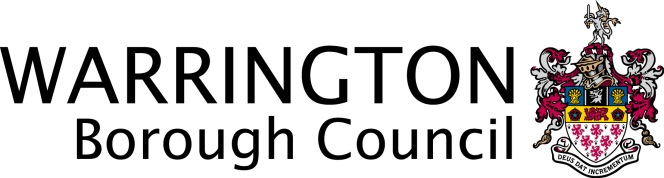 WARRINGTON
Borough Council
DEUS DAT INCREMENTUM